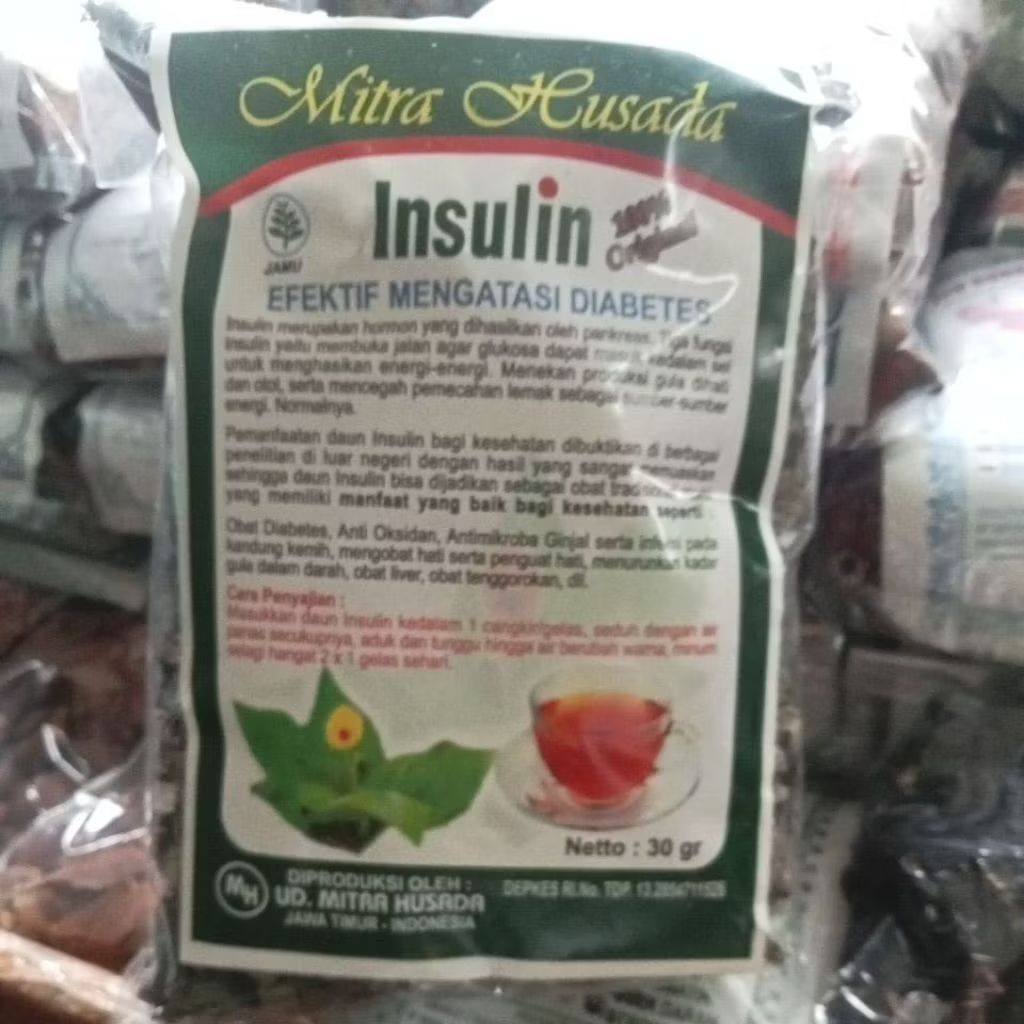 Mitra Husada
JAMU
Insulin
100%
Original
EFEKTIF MENGATASI DIABETES
Insulin merupakan hormon yang dihasilkan oleh pankreas. Tiga fungsi
insulin yaitu membuka jalan agar glukosa dapat masuk kedalam sel
untuk menghasikan energi-energi. Menekan produksi gula dihati
dan otot, serta mencegah pemecahan lemak sebagai sumber-sumber
energi. Normalnya.
Pemanfaatan daun Insulin bagi kesehatan dibuktikan di berbagai
penelitian di luar negeri dengan hasil yang sangat memuaskan
sehingga daun Insulin bisa dijadikan sebagai obat tradisional
yang memiliki manfaat yang baik bagi kesehatan seperti :
Obat Diabetes, Anti Oksidan, Antimikroba Ginjal serta infeksi pada
kandung kemih, mengobat hati serta penguat hati, menurunkan kadar
gula dalam darah, obat liver, obat tenggorokan, dll.
Cara Penyajian :
Masukkan daun Insulin kedalam 1 cangkir/gelas, seduh dengan air
panas secukupnya, aduk dan tunggu hingga air berubah warna, minum
selagi hangat 2 x 1 gelas sehari.
Netto : 30 gr
MH
DIPRODUKSI OLEH :
UD. MITRA HUSADA
JAWA TIMUR - INDONESIA
DEPKES RI.No. TDP.